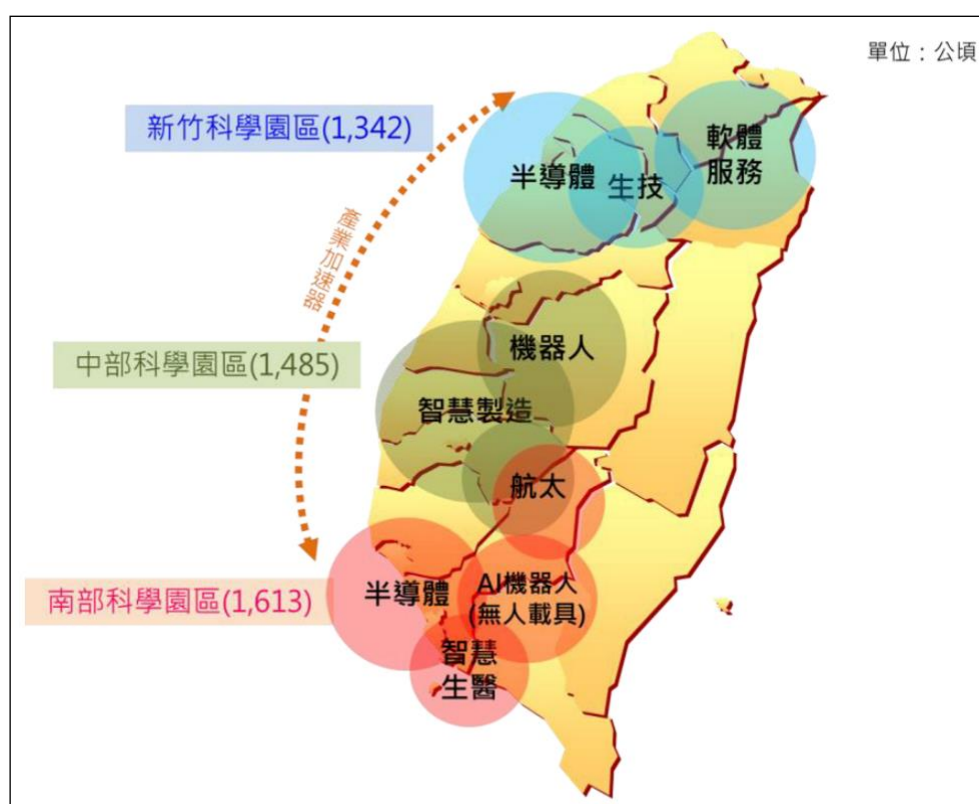 單位：公頃
新竹科學園區(1,342)
半導體
生技
軟體
服務
產業加速器
機器人
中部科學園區(1,485)
智慧製造
航太
南部科學園區(1,613)
半導體
AI機器人
(無人載具)
智慧
生醫